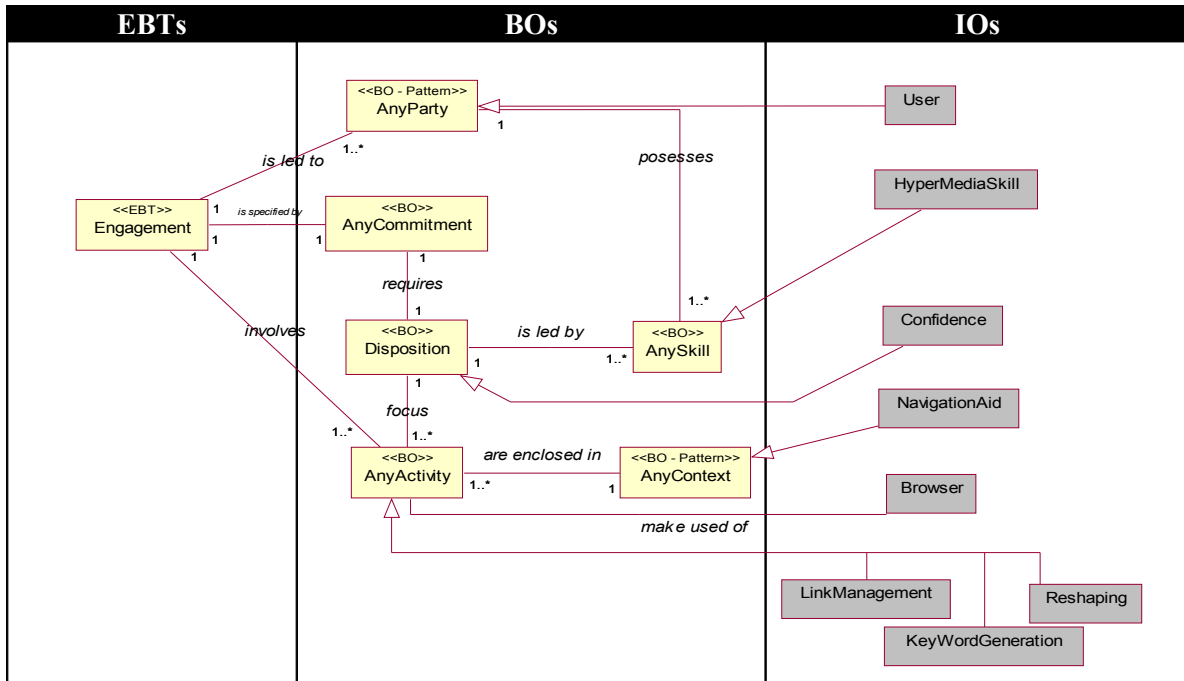 EBTs
BOs
IOs
<<BO - Pattern>>
AnyParty
1
1..*
is led to
posesses
User
HyperMediaSkill
<<EBT>>
Engagement
1
1
1
is specified by
1
<<BO>>
AnyCommitment
1
requires
1
involves
<<BO>>
Disposition
1
1
is led by
1..*
1..*
<<BO>>
AnySkill
Confidence
focus
1..*
1..*
NavigationAid
<<BO>>
AnyActivity
1..*
are enclosed in
1
<<BO - Pattern>>
AnyContext
Browser
make used of
LinkManagement
Reshaping
KeyWordGeneration